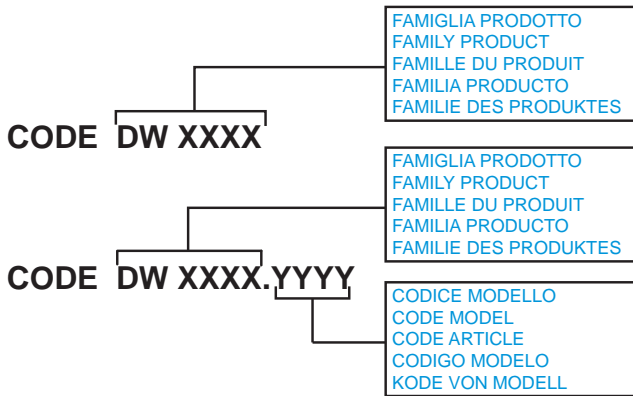 FAMIGLIA PRODOTTO
FAMILY PRODUCT
FAMILLE DU PRODUIT
FAMILIA PRODUCTO
FAMILIE DES PRODUKTES
CODE DW XXXX
FAMIGLIA PRODOTTO
FAMILY PRODUCT
FAMILLE DU PRODUIT
FAMILIA PRODUCTO
FAMILIE DES PRODUKTES
CODE DW XXXX.YYYY
CODICE MODELLO
CODE MODEL
CODE ARTICLE
CODIGO MODELO
KODE VON MODELL